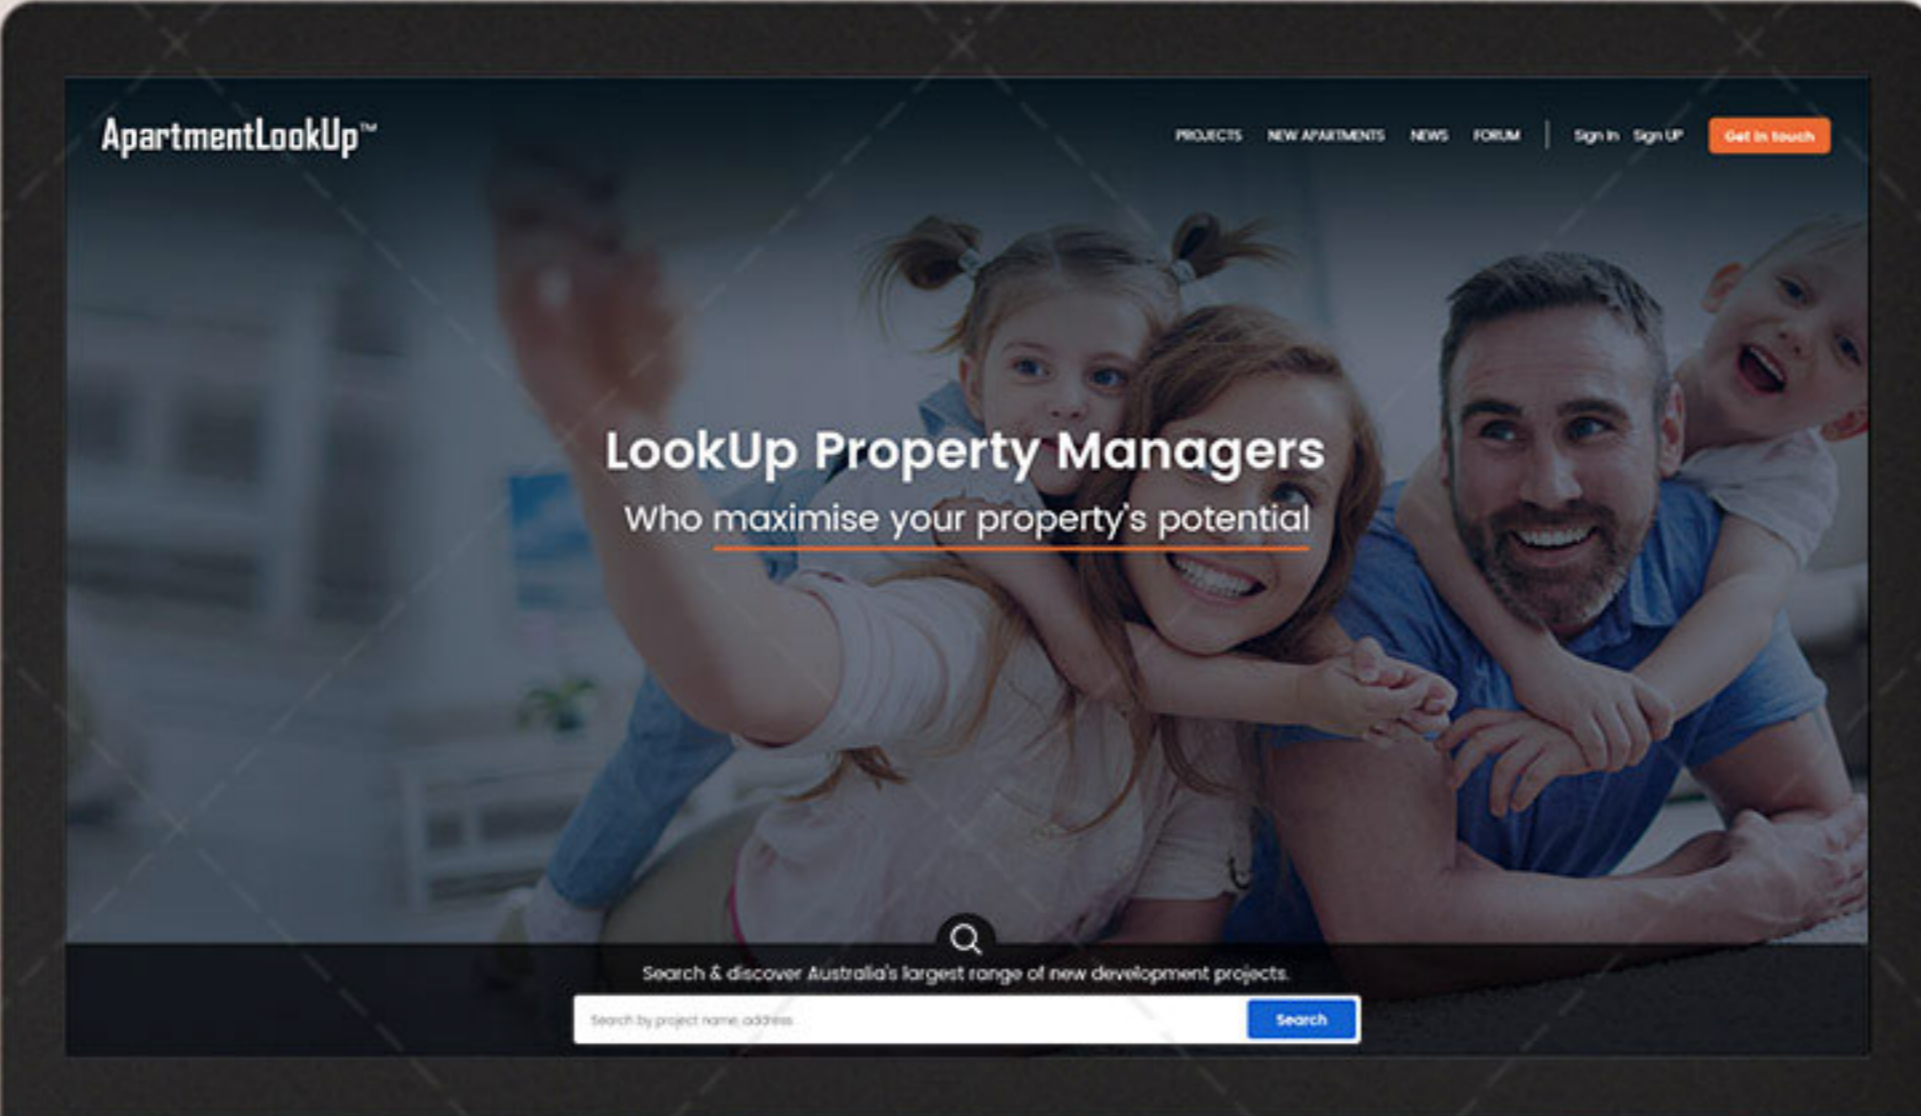 ApartmentLookUp™
PROJECTS NEW APARTMENTS NEWS FORUM Sign In Sign UP Get in touch
LookUp Property Managers
Who maximise your property's potential
Search & discover Australia's largest range of new development projects.
Search by project name, address
Search